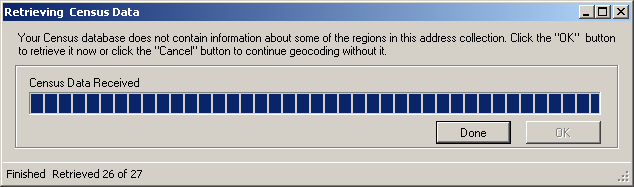 Retrieving  Census Data
Your Census database does not contain information about some of the regions in this address collection. Click the "OK"  button
to retrieve it now or click the "Cancel" button to continue geocoding without it.
Census Data Received
Done
OK
Finished  Retrieved 26 of 27